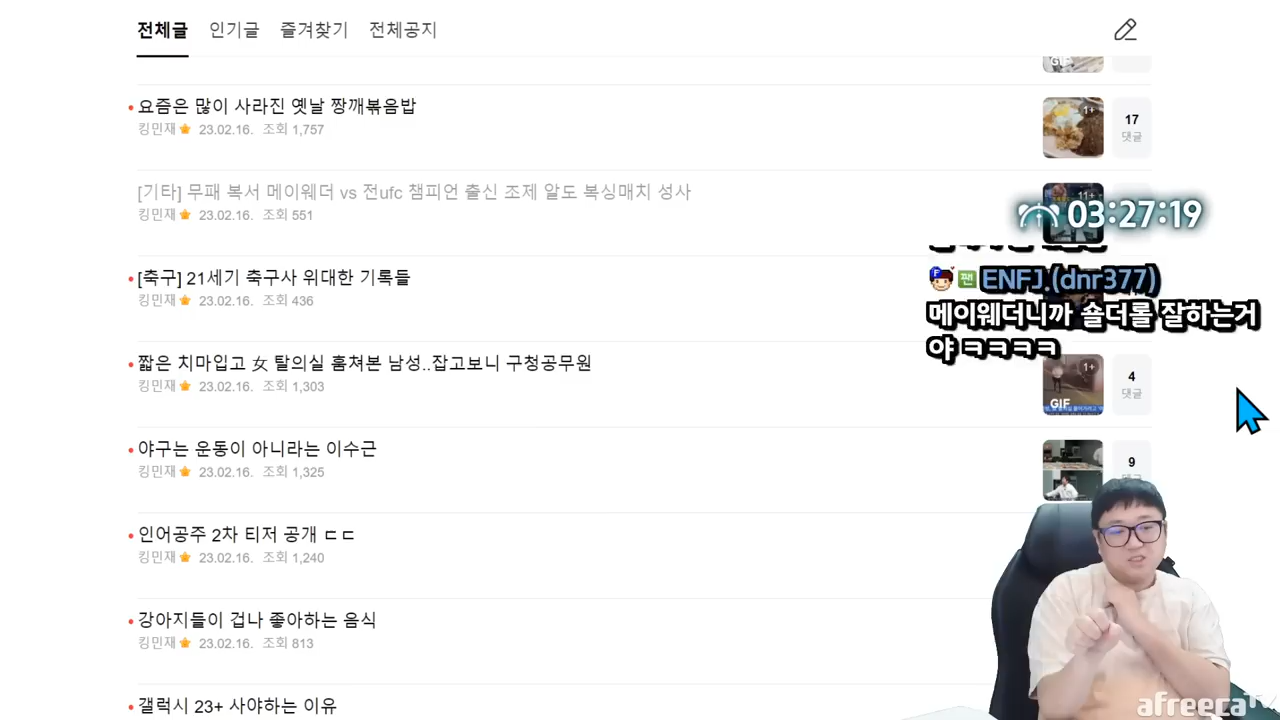 전체글 인기글 즐겨찾기 전체공지
GIF
요즘은 많이 사라진 옛날 짱깨볶음밥
킹민재 23.02.16. 조회 1,757
1+
17
댓글
[기타] 무패 복서 메이웨더 vs 전ufc 챔피언 출신 조제 알도 복싱매치 성사
킹민재 23.02.16. 조회 551
11+
03:27:19
[축구] 21세기 축구사 위대한 기록들
킹민재 23.02.16. 조회 436
F 짼 ENFJ.(dnr377)
메이웨더니까 숄더롤 잘하는거
야 ㅋㅋㅋㅋ
짧은 치마입고 女 탈의실 훔쳐본 남성..잡고보니 구청공무원
킹민재 23.02.16. 조회 1,303
1+
GIF
4
댓글
야구는 운동이 아니라는 이수근
킹민재 23.02.16. 조회 1,325
9
댓글
인어공주 2차 티저 공개 ㄷㄷ
킹민재 23.02.16. 조회 1,240
강아지들이 겁나 좋아하는 음식
킹민재 23.02.16. 조회 813
갤럭시 23+ 사야하는 이유
afreecaTV